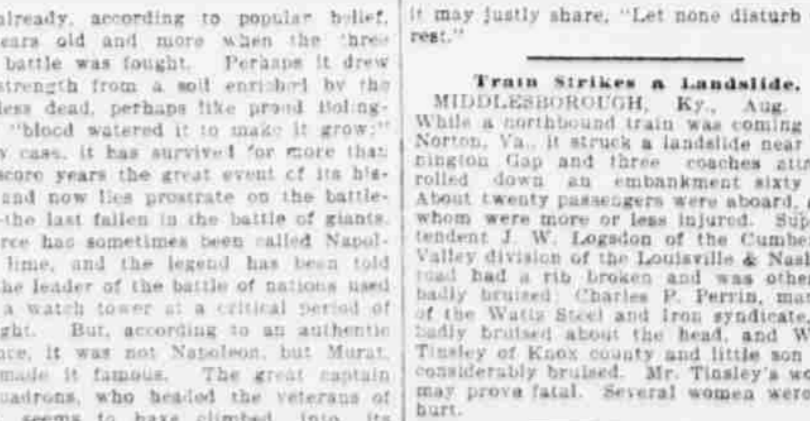 already, according to popular belief,
ears old and more when the three
battle was fought. Perhaps it drew
strength from a soil enriched by the
less dead, perhaps like proud Boling-
"blood watered it to make it grow;"
y case, it has survived for more than
score years the great event of its his-
and now lies prostrate on the battle-
the last fallen in the battle of giants.
rce has sometimes been called Napol-
lime, and the legend has been told
he leader of the battle of nations used
a watch tower at a critical period of
ght. But, according to an authentic
nce, it was not Napoleon, but Murat,
made it famous. The great captain
uadrons, who headed the veterans of
seems to have climbed into its
it may justly share, "Let none disturb
rest."
Train Strikes a Landslide.
MIDDLESBOROUGH, Ky., Aug.
While a northbound train was coming
Norton, Va., it struck a landslide near
nington Gap and three coaches atta
rolled down an embankment sixty
About twenty passengers were aboard,
whom were more or less injured. Sup
tendent J. W. Logsdon of the Cumbe
Valley division of the Louisville & Nash
road had a rib broken and was other
badly bruised; Charles P. Perrin, ma
of the Watts Steel and Iron syndicate,
badly bruised about the head, and W
Tinsley of Knox county and little son
considerably bruised. Mr. Tinsley's wo
may prove fatal. Several women were
hurt.